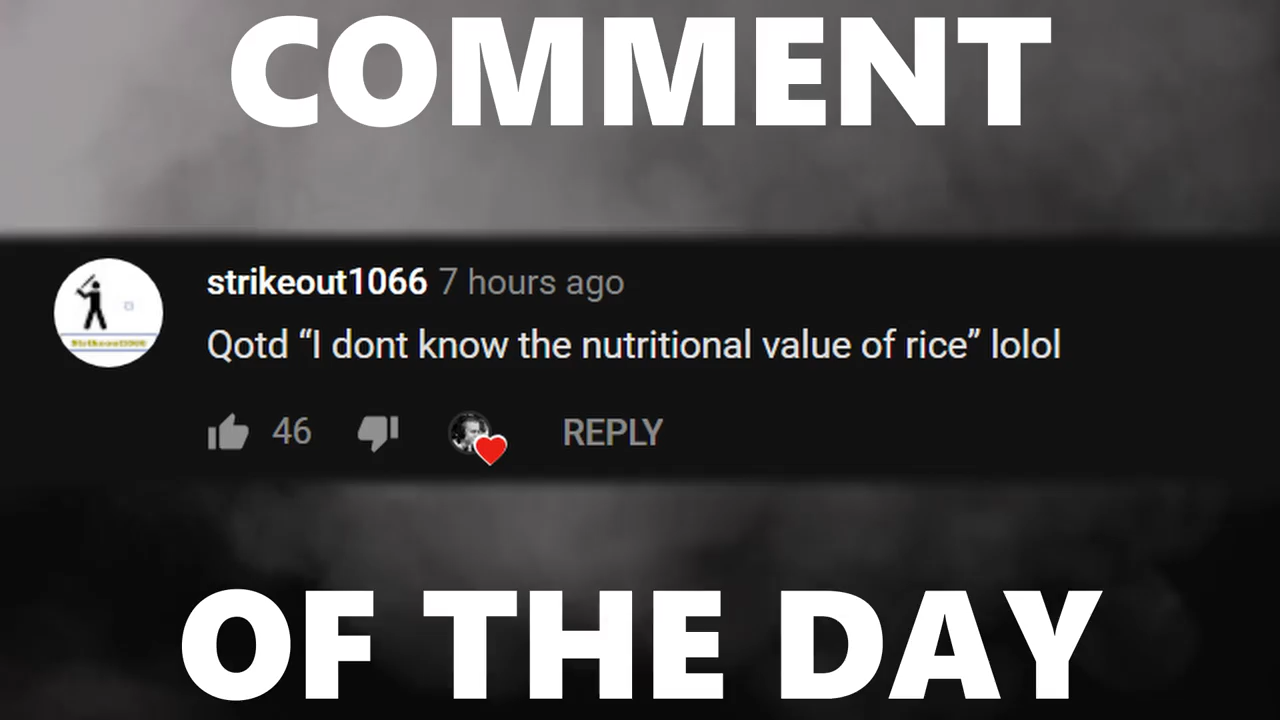 COMMENT
strikeout1066 7 hours ago
Qotd “I dont know the nutritional value of rice” lolol
46 REPLY
OF THE DAY